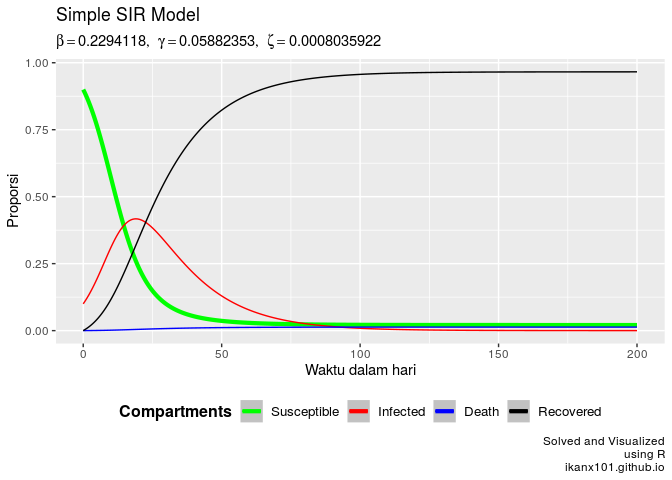 Simple SIR Model
β = 0.2294118, γ = 0.05882353, ζ = 0.0008035922
Proporsi
1.00
0.75
0.50
0.25
0.00
0 50 100 150 200
Waktu dalam hari
Compartments Susceptible Infected Death Recovered
Solved and Visualized
using R
ikanx101.github.io